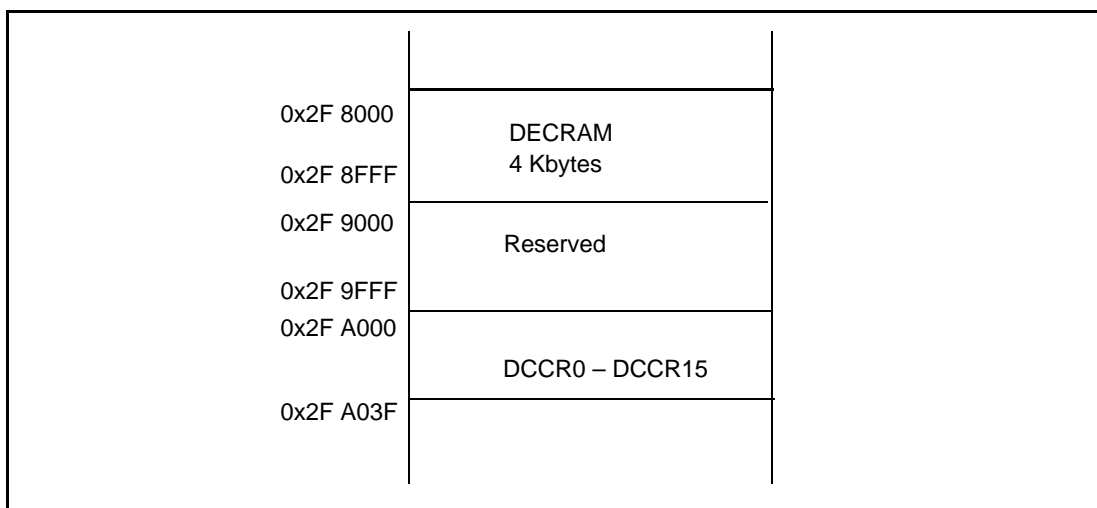 0x2F 8000
DECRAM
4 Kbytes
0x2F 8FFF
0x2F 9000
Reserved
0x2F 9FFF
0x2F A000
DCCR0 – DCCR15
0x2F A03F